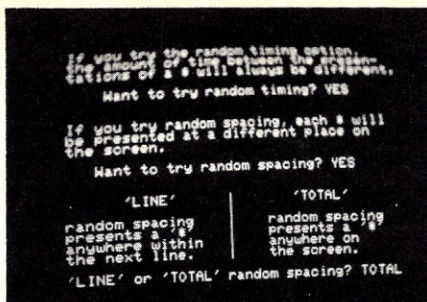 If you try the random timing option,
the amount of time between the presen-
tations of a * will always be different.
Want to try random timing? YES
If you try random spacing, each * will
be presented at a different place on
the screen.
Want to try random spacing? YES
'LINE'
random spacing
presents a '*'
anywhere within
the next line.
'TOTAL'
random spacing
presents a '*'
anywhere on
the screen.
'LINE' or 'TOTAL' random spacing? TOTAL